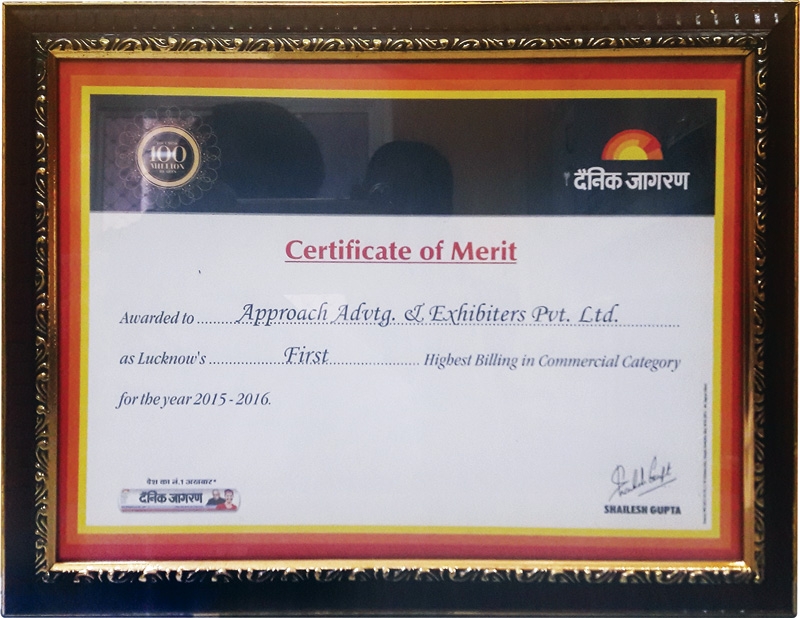 100
MILLION
दैनिक जागरण
Certificate of Merit
Awarded to Approach Advtg. & Exhibiters Pvt. Ltd.
as Lucknow's First Highest Billing in Commercial Category
for the year 2015 - 2016.
देश का नं.1 अखबार*
दैनिक जागरण
SHAILESH GUPTA